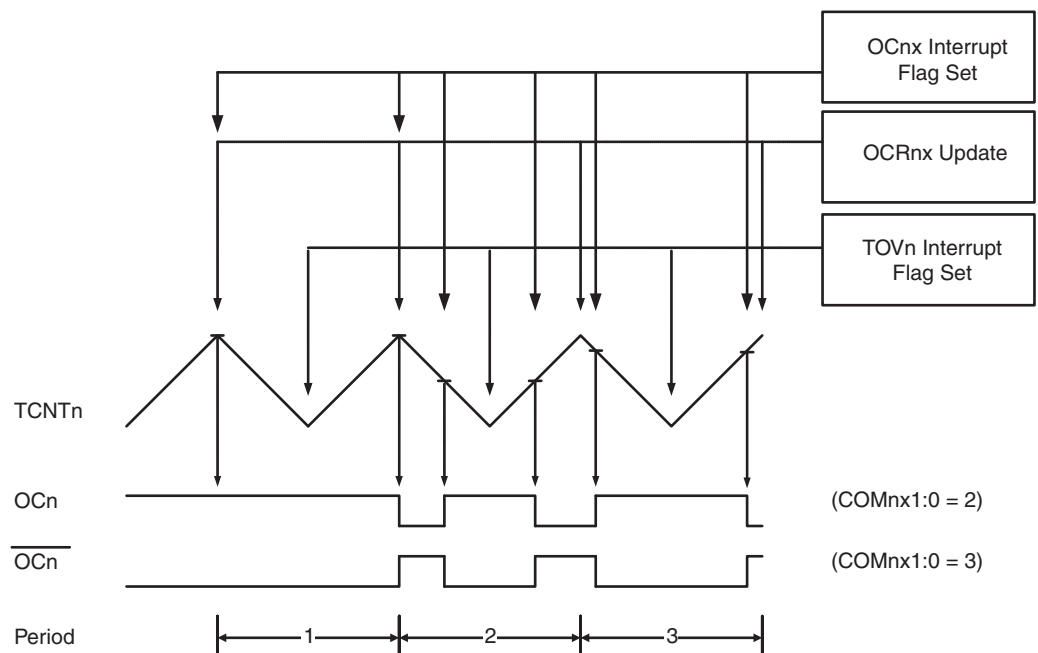 OCnx Interrupt
Flag Set
OCRnx Update
TOVn Interrupt
Flag Set
TCNTn
OCn
(COMnx1:0 = 2)
OCn
(COMnx1:0 = 3)
Period
1
2
3